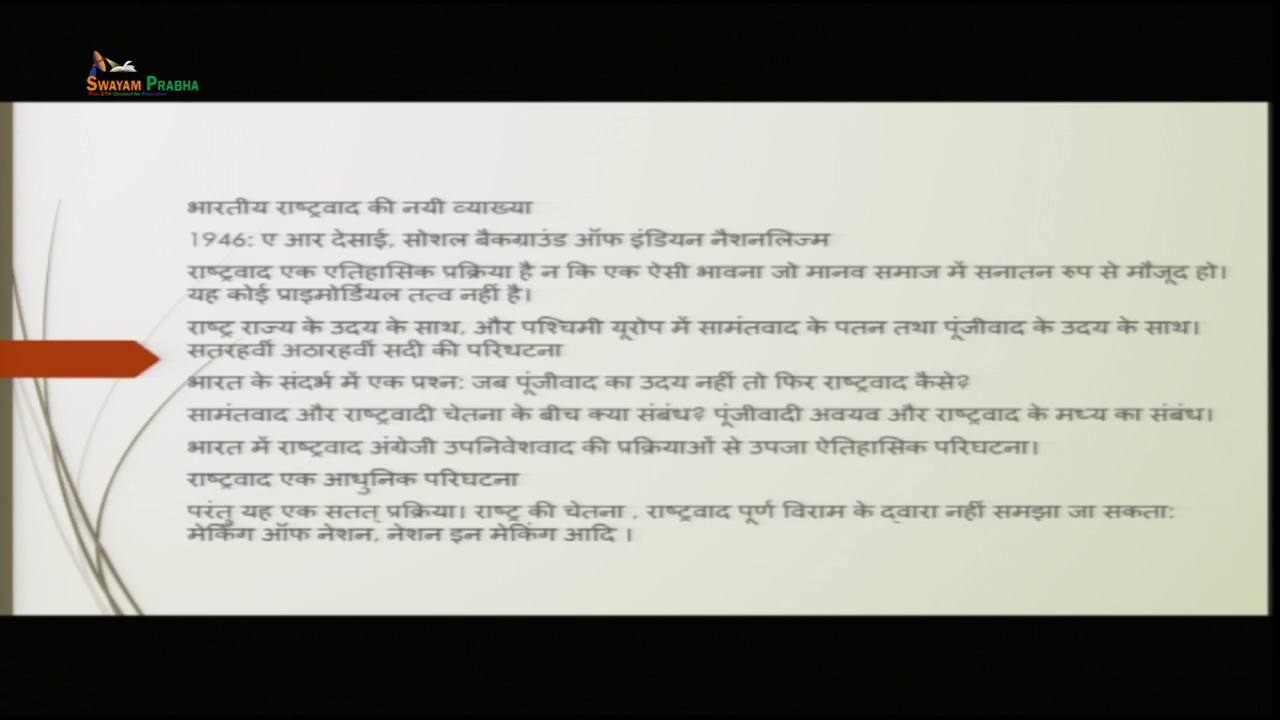 SWAYAM PRABHA
भारतीय राष्ट्रवाद की नयी व्याख्या
1946: ए आर देसाई, सोशल बैकग्राउंड ऑफ इंडियन नैशनलिज्म
राष्ट्रवाद एक एतिहासिक प्रक्रिया है न कि एक ऐसी भावना जो मानव समाज में सनातन रुप से मौजूद हो।
यह कोई प्राइमोर्डियल तत्व नहीं है।
राष्ट्र राज्य के उदय के साथ, और पश्चिमी यूरोप में सामंतवाद के पतन तथा पूंजीवाद के उदय के साथ।
सतरहवीं अठारहवीं सदी की परिघटना
भारत के संदर्भ में एक प्रश्न: जब पूंजीवाद का उदय नहीं तो फिर राष्ट्रवाद कैसे?
सामंतवाद और राष्ट्रवादी चेतना के बीच क्या संबंध? पूंजीवादी अवयव और राष्ट्रवाद के मध्य का संबंध।
भारत में राष्ट्रवाद अंग्रेजी उपनिवेशवाद की प्रक्रियाओं से उपजा ऐतिहासिक परिघटना।
राष्ट्रवाद एक आधुनिक परिघटना
परंतु यह एक सतत् प्रक्रिया। राष्ट्र की चेतना , राष्ट्रवाद पूर्ण विराम के द्वारा नहीं समझा जा सकता:
मेकिंग ऑफ नेशन, नेशन इन मेकिंग आदि ।